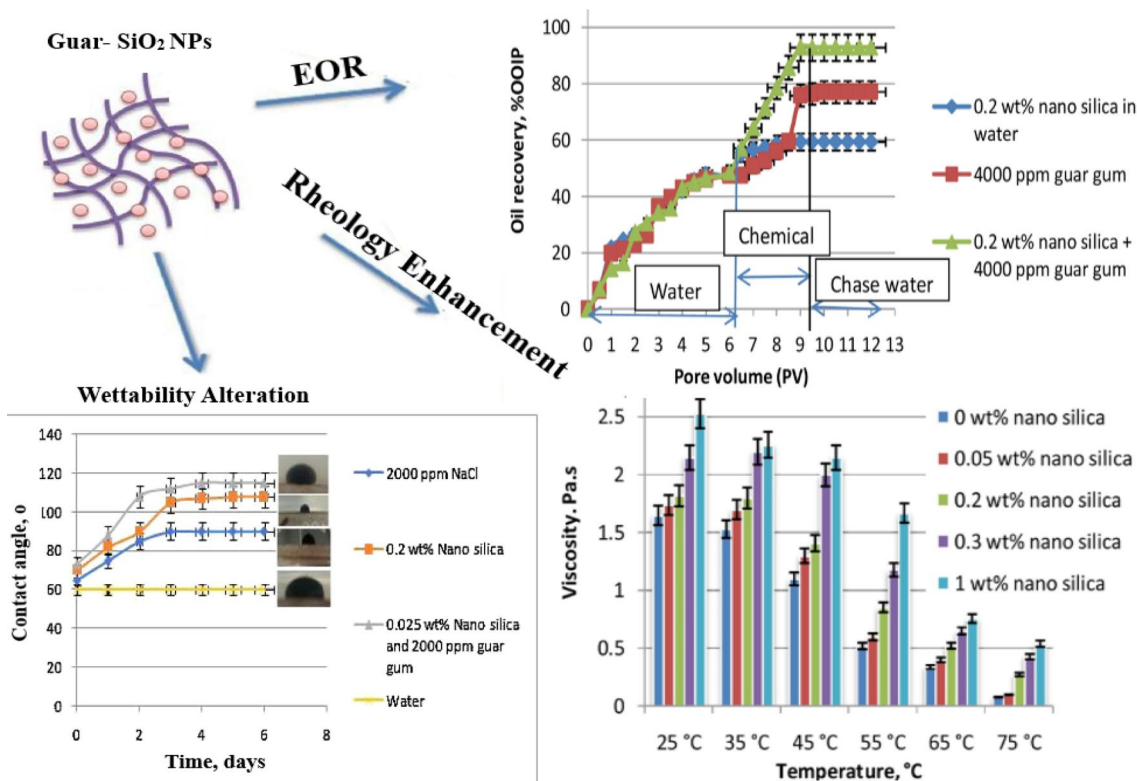 Guar- SiO₂ NPs
EOR
Rheology Enhancement
Wettability Alteration
Oil recovery, %OOIP
100
80
60
40
20
0
0 1 2 3 4 5 6 7 8 9 10 11 12 13
Pore volume (PV)
Water
Chemical
Chase water
0.2 wt% nano silica in
water
4000 ppm guar gum
0.2 wt% nano silica +
4000 ppm guar gum
Contact angle, o
140
120
100
80
60
40
20
0
0 2 4 6 8
Time, days
2000 ppm NaCl
0.2 wt% Nano silica
0.025 wt% Nano silica
and 2000 ppm guar
gum
Water
Viscosity. Pa.s
2.5
2
1.5
1
0.5
0
25 °C 35 °C 45 °C 55 °C 65 °C 75 °C
Temperature, °C
0 wt% nano silica
0.05 wt% nano silica
0.2 wt% nano silica
0.3 wt% nano silica
1 wt% nano silica